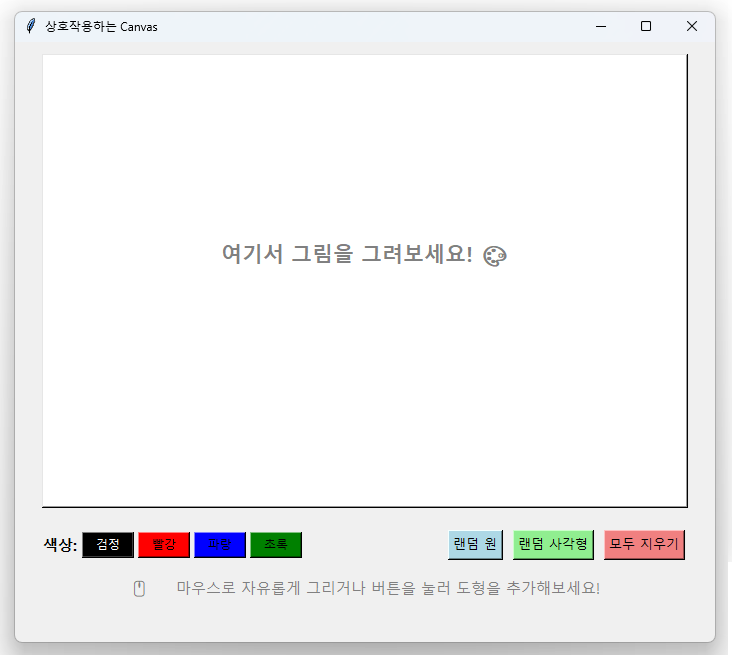 상호작용하는 Canvas
여기서 그림을 그려보세요! 🎨
색상: 검정 빨강 파랑 초록 랜덤 원 랜덤 사각형 모두 지우기
🖱 마우스로 자유롭게 그리거나 버튼을 눌러 도형을 추가해보세요!